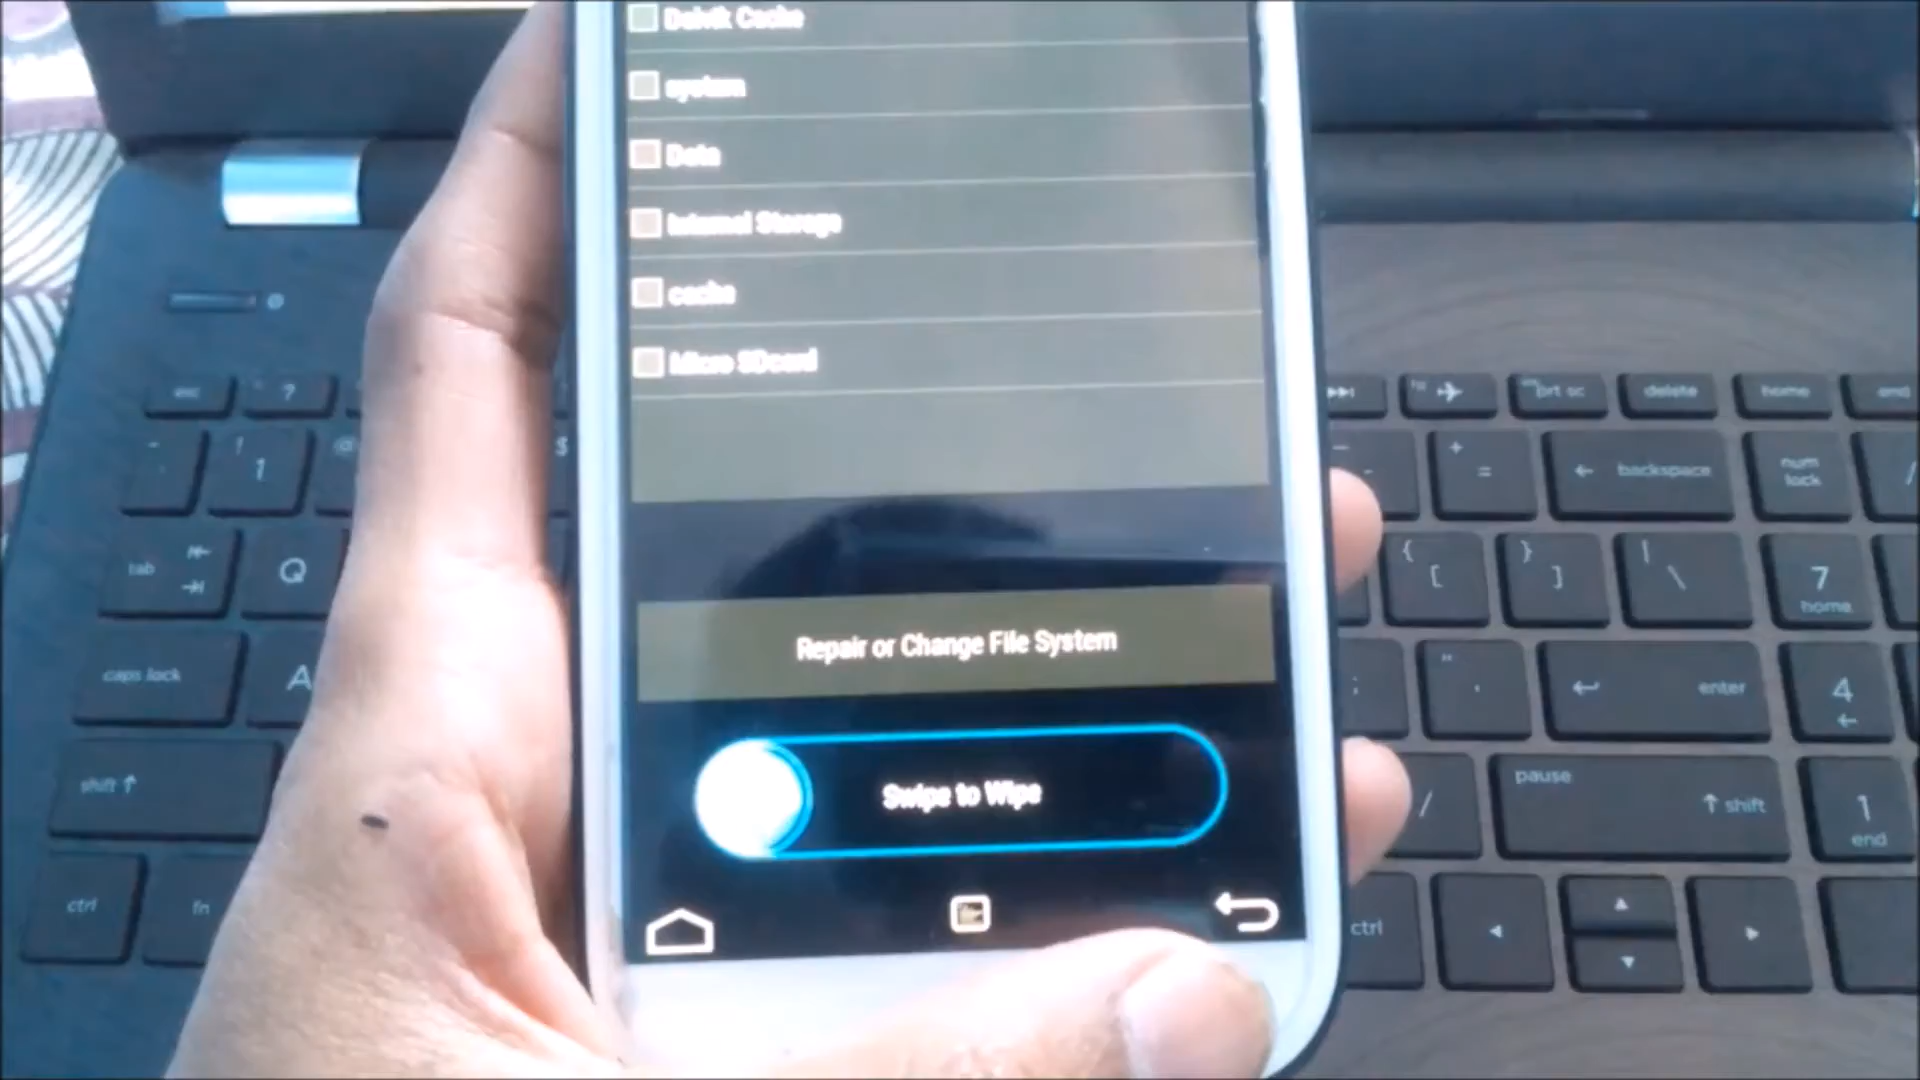 Dalvik Cache
system
Data
Internal Storage
cache
Micro SDcard
Repair or Change File System
Swipe to Wipe
esc
?
prt sc
delete
home
end
! 1
+ =
backspace
num lock
tab
Q
{ [
} ]
| \
7 home
caps lock
A
enter
4
shift
/
pause
shift
1 end
ctrl
fn
ctrl